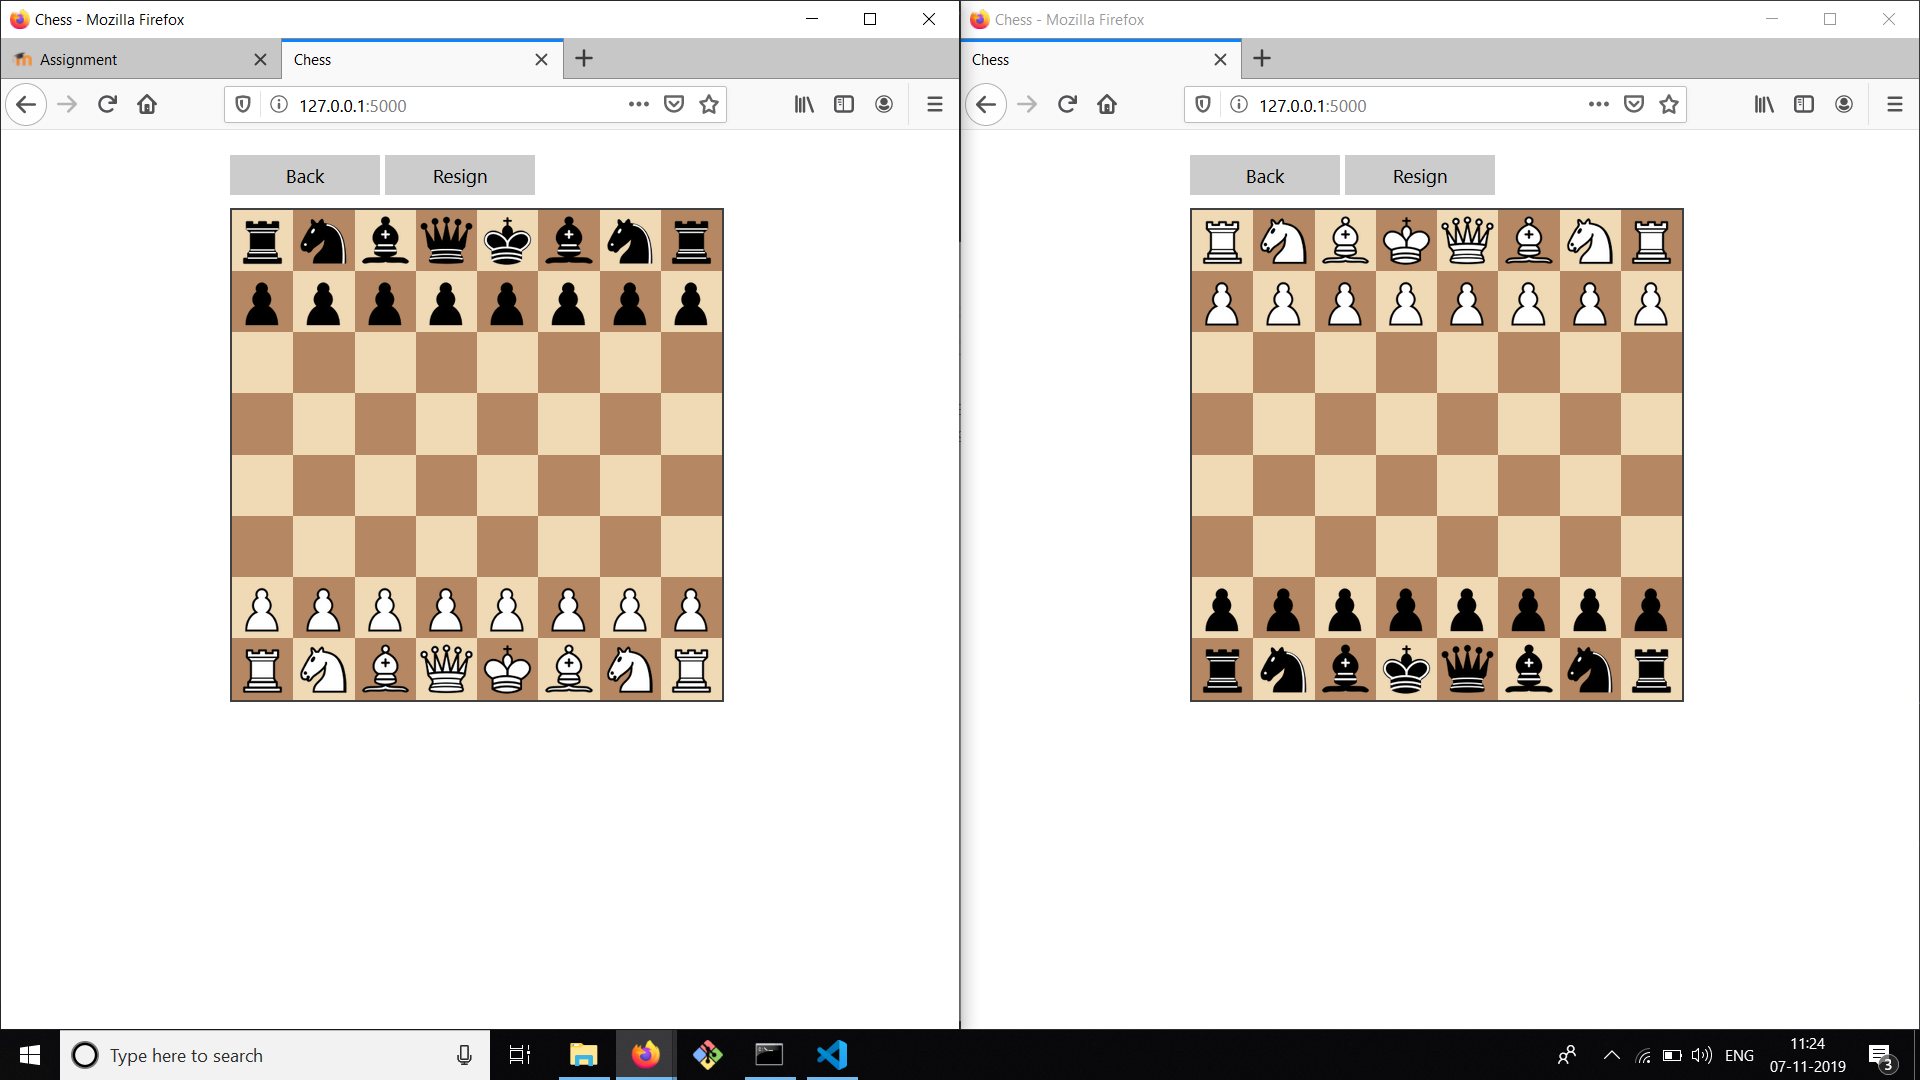 Chess - Mozilla Firefox
Assignment
Chess
127.0.0.1:5000
Back
Resign
Chess - Mozilla Firefox
Chess
127.0.0.1:5000
Back
Resign
Type here to search
ENG
11:24
07-11-2019
3